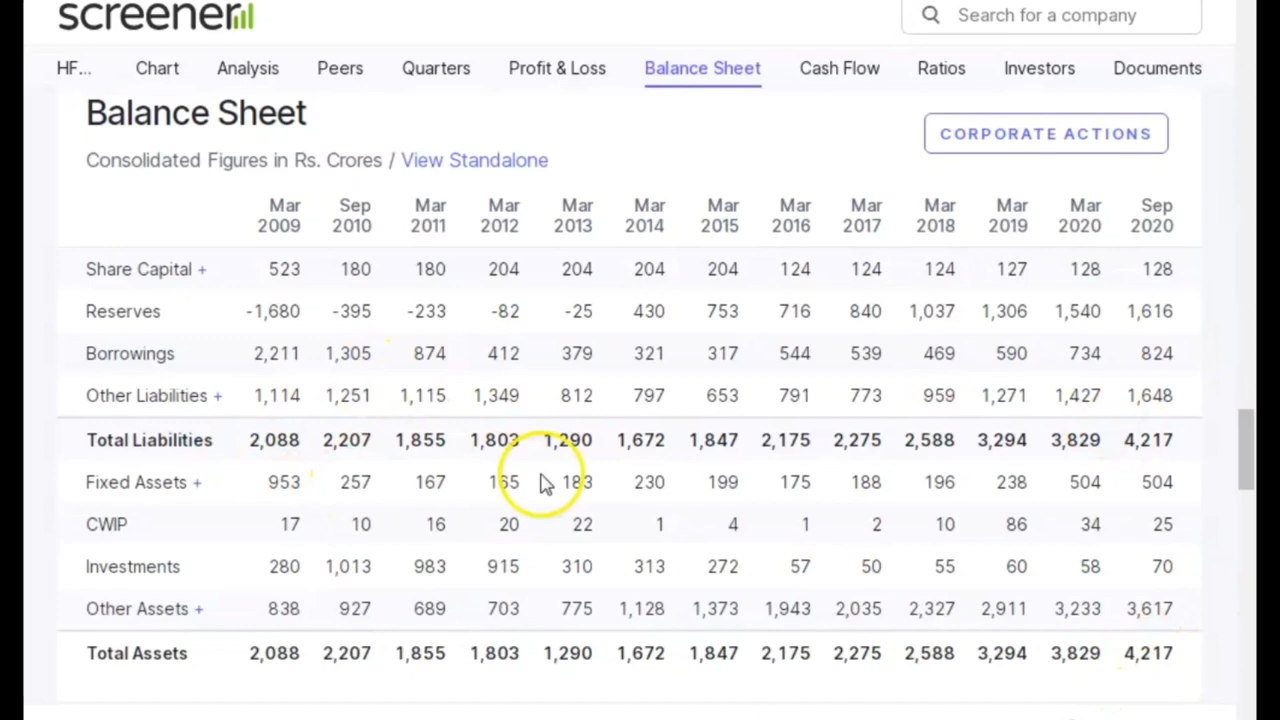 screener
Search for a company
HF... Chart Analysis Peers Quarters Profit & Loss Balance Sheet Cash Flow Ratios Investors Documents
Balance Sheet
CORPORATE ACTIONS
Consolidated Figures in Rs. Crores / View Standalone
Mar Sep Mar Mar Mar Mar Mar Mar Mar Mar Mar Mar Sep
2009 2010 2011 2012 2013 2014 2015 2016 2017 2018 2019 2020 2020
Share Capital + 523 180 180 204 204 204 204 124 124 124 127 128 128
Reserves -1,680 -395 -233 -82 -25 430 753 716 840 1,037 1,306 1,540 1,616
Borrowings 2,211 1,305 874 412 379 321 317 544 539 469 590 734 824
Other Liabilities + 1,114 1,251 1,115 1,349 812 797 653 791 773 959 1,271 1,427 1,648
Total Liabilities 2,088 2,207 1,855 1,803 1,290 1,672 1,847 2,175 2,275 2,588 3,294 3,829 4,217
Fixed Assets + 953 257 167 165 183 230 199 175 188 196 238 504 504
CWIP 17 10 16 20 22 1 4 1 2 10 86 34 25
Investments 280 1,013 983 915 310 313 272 57 50 55 60 58 70
Other Assets + 838 927 689 703 775 1,128 1,373 1,943 2,035 2,327 2,911 3,233 3,617
Total Assets 2,088 2,207 1,855 1,803 1,290 1,672 1,847 2,175 2,275 2,588 3,294 3,829 4,217